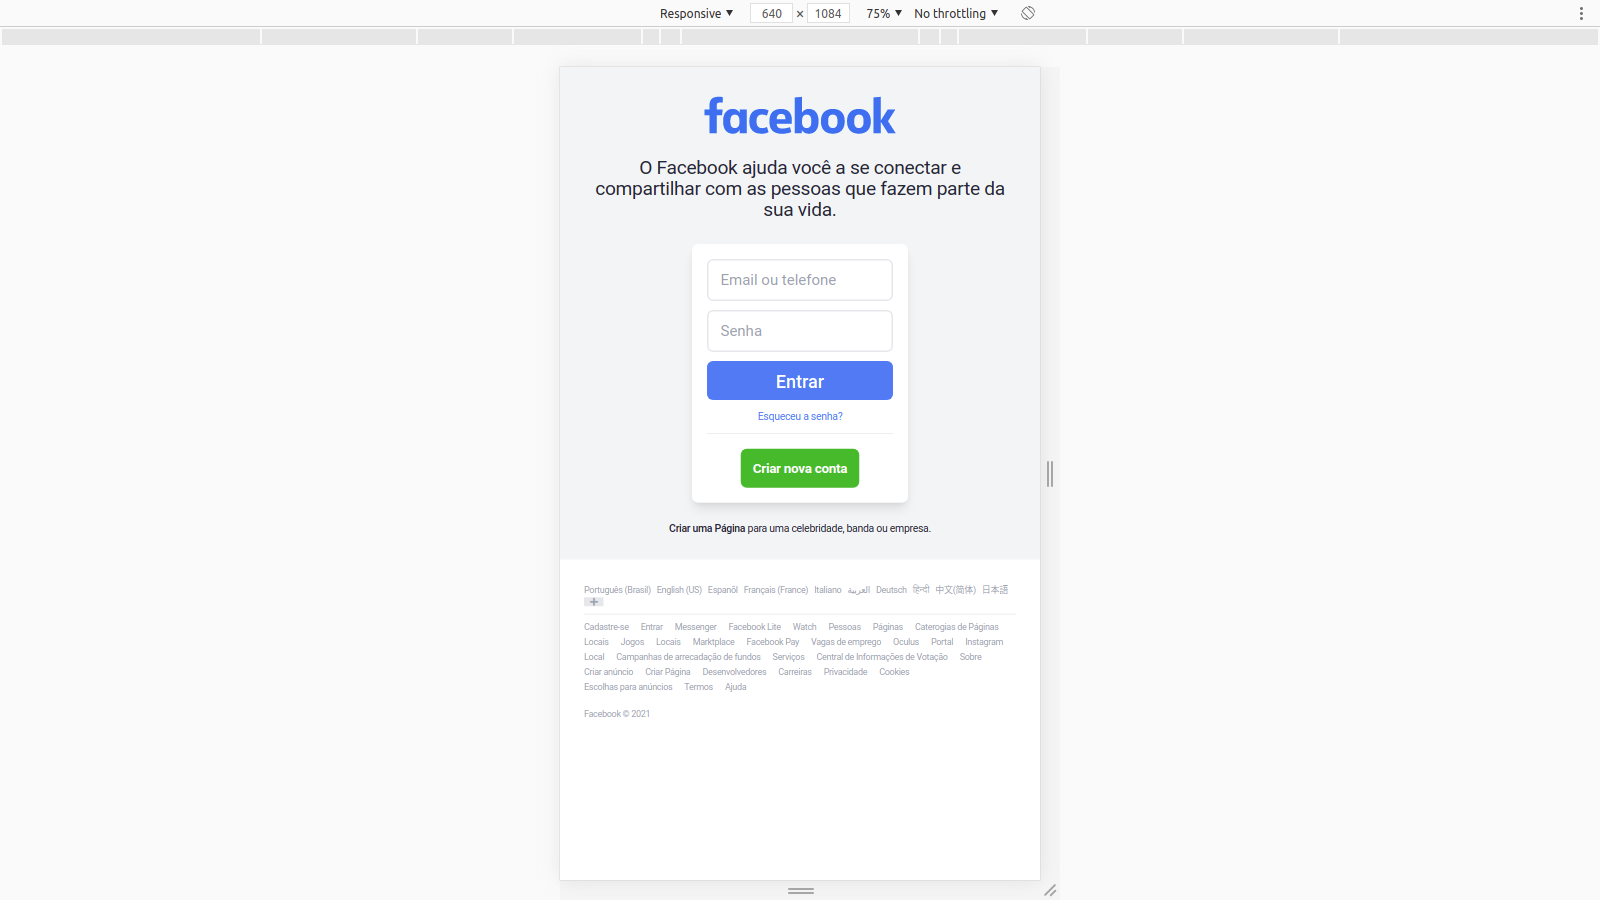 Responsive ▼ 640 × 1084 75% ▼ No throttling ▼
facebook
O Facebook ajuda você a se conectar e
compartilhar com as pessoas que fazem parte da
sua vida.
Email ou telefone
Senha
Entrar
Esqueceu a senha?
Criar nova conta
Criar uma Página para uma celebridade, banda ou empresa.
Português (Brasil) English (US) Espanõl Français (France) Italiano العربية Deutsch हिन्दी 中文(简体) 日本語
Cadastre-se Entrar Messenger Facebook Lite Watch Pessoas Páginas Caterogias de Páginas
Locais Jogos Locais Marktplace Facebook Pay Vagas de emprego Oculus Portal Instagram
Local Campanhas de arrecadação de fundos Serviços Central de Informações de Votação Sobre
Criar anúncio Criar Página Desenvolvedores Carreiras Privacidade Cookies
Escolhas para anúncios Termos Ajuda
Facebook © 2021